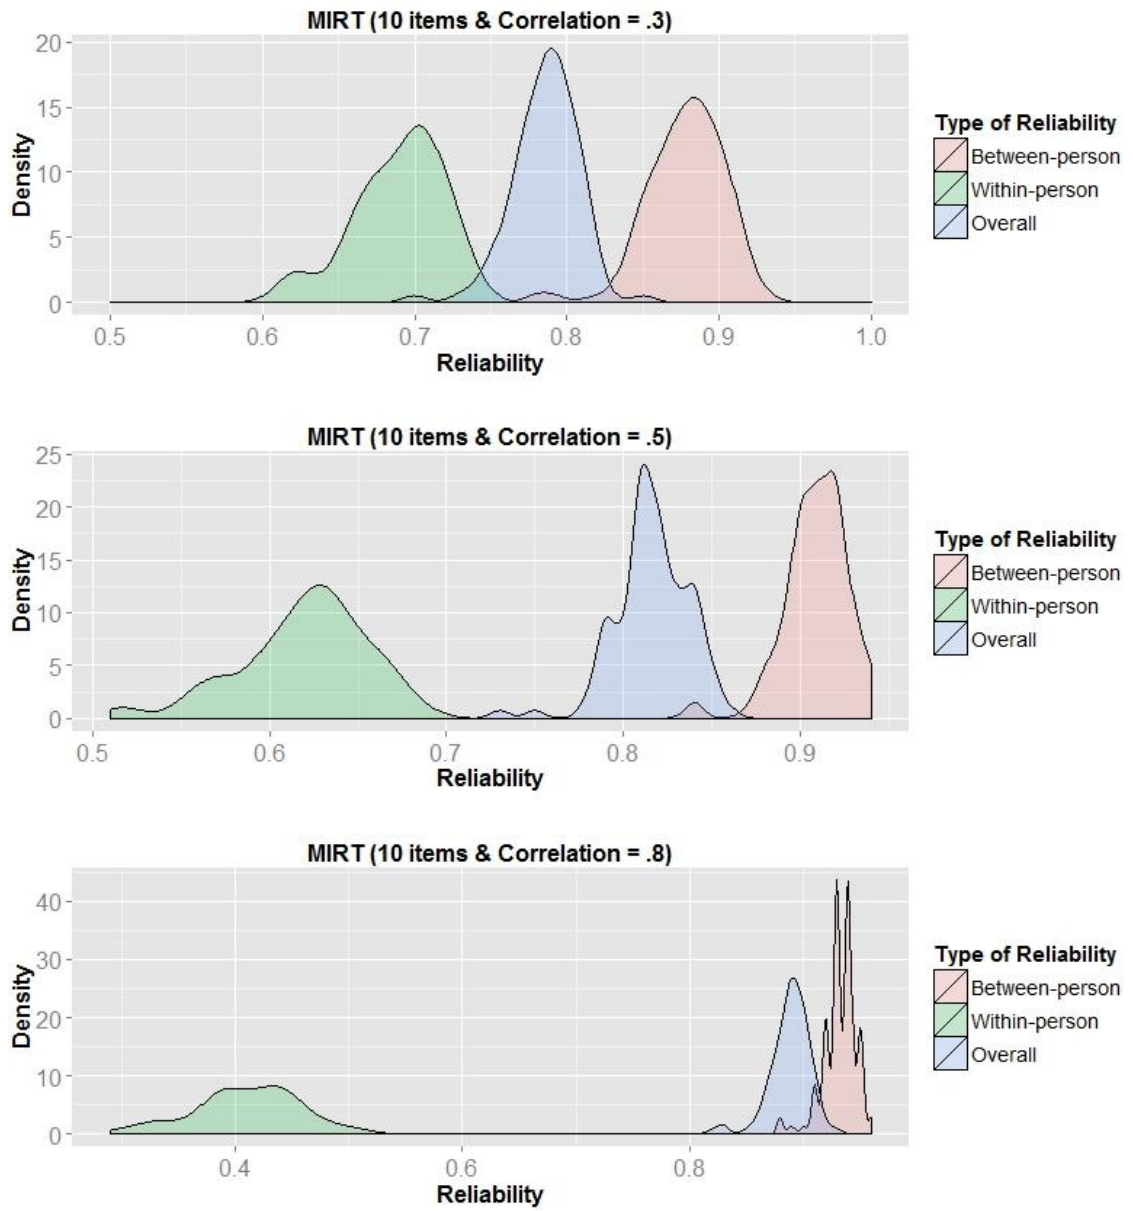 MIRT (10 items & Correlation = .3)
20
15
10
5
0
Density
0.5 0.6 0.7 0.8 0.9 1.0
Reliability
Type of Reliability
Between-person
Within-person
Overall
MIRT (10 items & Correlation = .5)
25
20
15
10
5
0
Density
0.5 0.6 0.7 0.8 0.9
Reliability
Type of Reliability
Between-person
Within-person
Overall
MIRT (10 items & Correlation = .8)
40
30
20
10
0
Density
0.4 0.6 0.8
Reliability
Type of Reliability
Between-person
Within-person
Overall